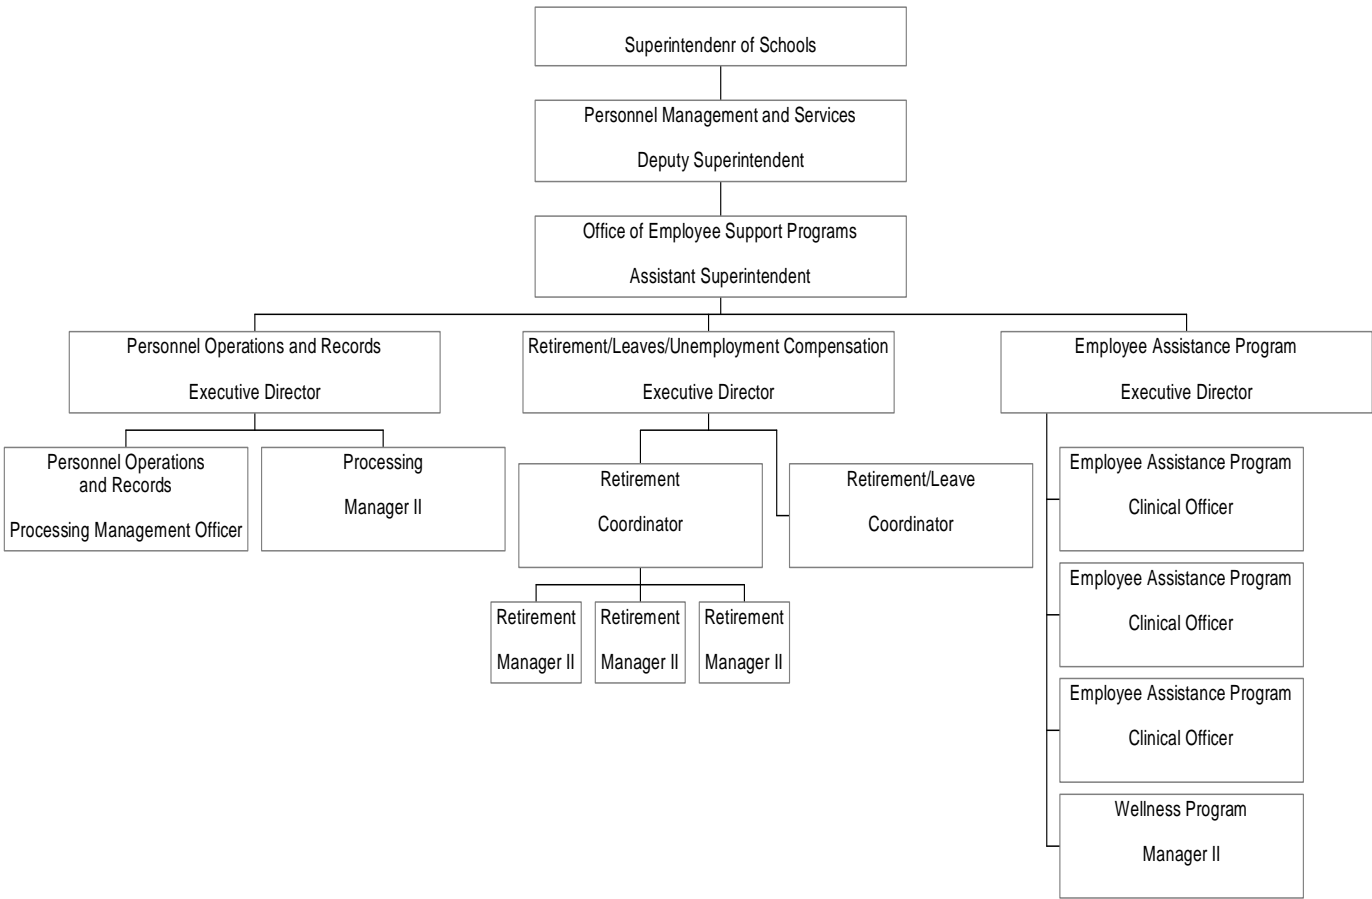 Superintendenr of Schools
Personnel Management and Services
Deputy Superintendent
Office of Employee Support Programs
Assistant Superintendent
Personnel Operations and Records
Executive Director
Retirement/Leaves/Unemployment Compensation
Executive Director
Employee Assistance Program
Executive Director
Personnel Operations
and Records
Processing Management Officer
Processing
Manager II
Retirement
Coordinator
Retirement/Leave
Coordinator
Retirement
Manager II
Retirement
Manager II
Retirement
Manager II
Employee Assistance Program
Clinical Officer
Employee Assistance Program
Clinical Officer
Employee Assistance Program
Clinical Officer
Wellness Program
Manager II